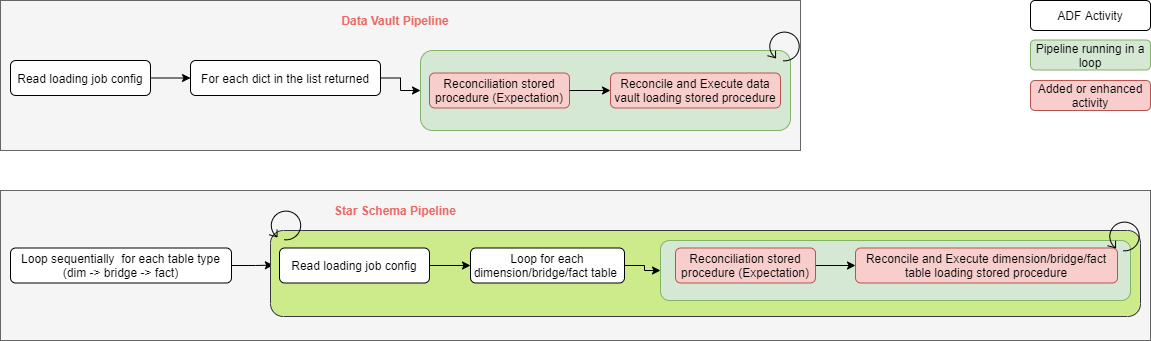 Data Vault Pipeline
ADF Activity
Pipeline running in a
loop
Added or enhanced
activity
Read loading job config
For each dict in the list returned
Reconciliation stored
procedure (Expectation)
Reconcile and Execute data
vault loading stored procedure
Star Schema Pipeline
Loop sequentially  for each table type
(dim -> bridge -> fact)
Read loading job config
Loop for each
dimension/bridge/fact table
Reconciliation stored
procedure (Expectation)
Reconcile and Execute dimension/bridge/fact
table loading stored procedure